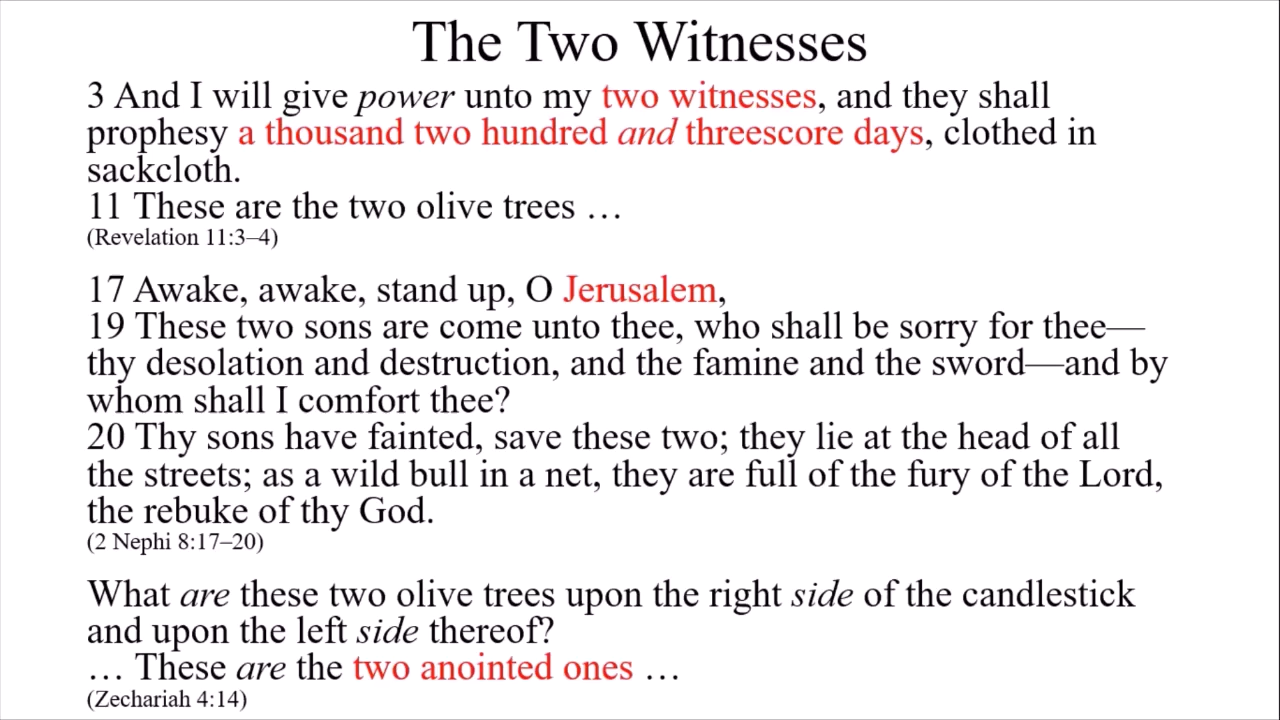 The Two Witnesses
3 And I will give power unto my two witnesses, and they shall
prophesy a thousand two hundred and threescore days, clothed in
sackcloth.
11 These are the two olive trees …
(Revelation 11:3–4)
17 Awake, awake, stand up, O Jerusalem,
19 These two sons are come unto thee, who shall be sorry for thee—
thy desolation and destruction, and the famine and the sword—and by
whom shall I comfort thee?
20 Thy sons have fainted, save these two; they lie at the head of all
the streets; as a wild bull in a net, they are full of the fury of the Lord,
the rebuke of thy God.
(2 Nephi 8:17–20)
What are these two olive trees upon the right side of the candlestick
and upon the left side thereof?
… These are the two anointed ones …
(Zechariah 4:14)